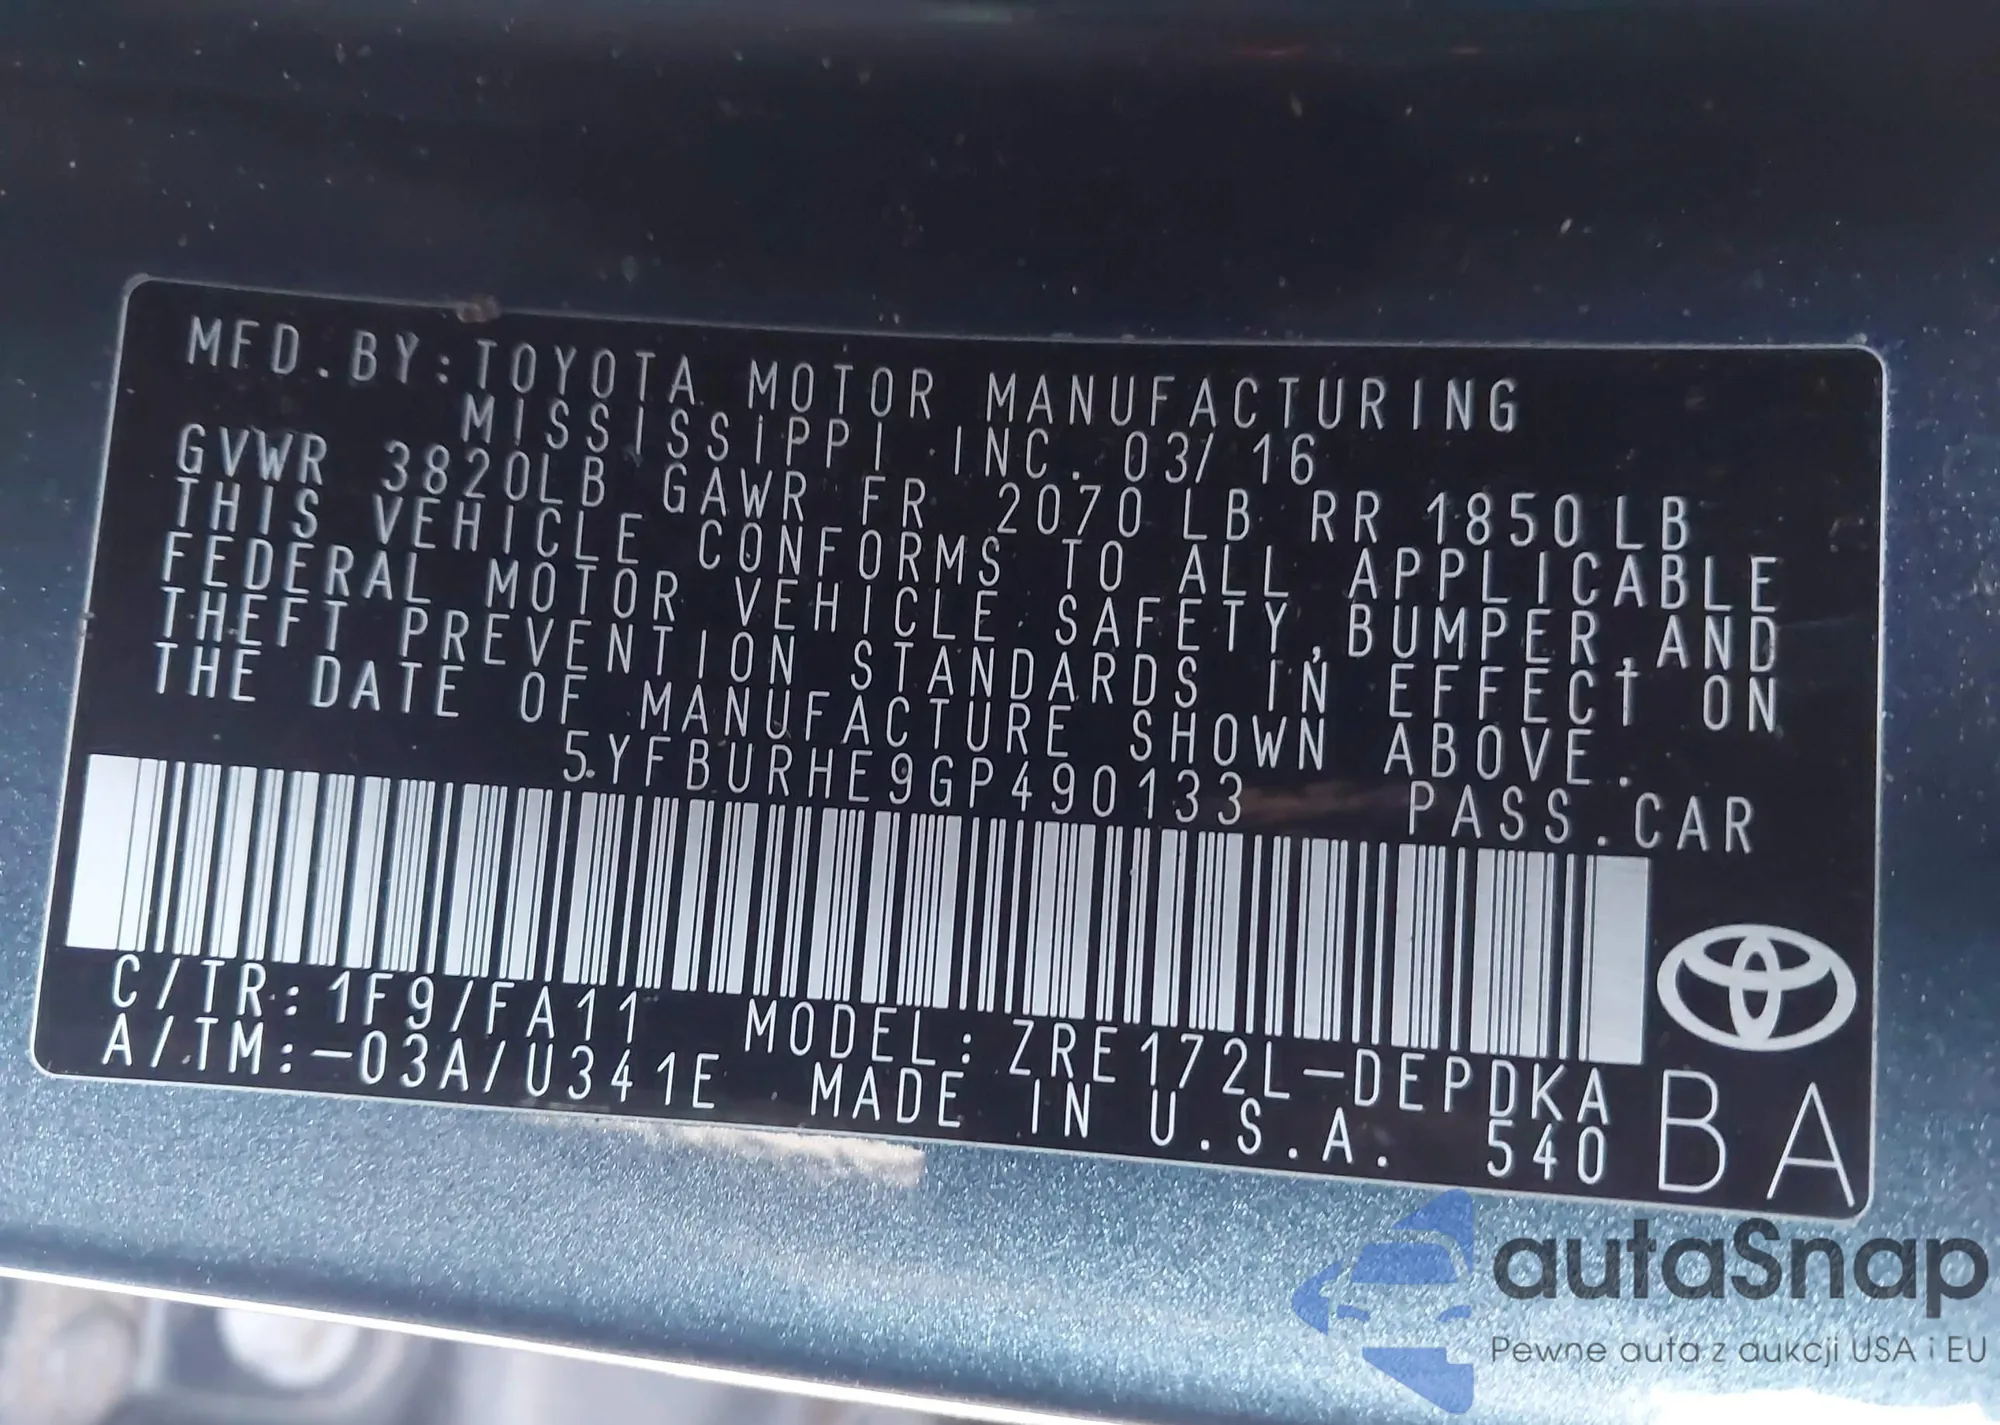 MFD.BY:TOYOTA MOTOR MANUFACTURING
MISSISSIPPI INC. 03/16
GVWR 3820LB GAWR FR 2070LB RR 1850LB
THIS VEHICLE CONFORMS TO ALL APPLICABLE
FEDERAL MOTOR VEHICLE SAFETY,BUMPER,AND
THEFT PREVENTION STANDARDS IN EFFECT ON
THE DATE OF MANUFACTURE SHOWN ABOVE.
5YFBURHE9GP490133 PASS.CAR
C/TR:1F9/FA11 MODEL:ZRE172L-DEPDKA
A/TM:-03A/U341E MADE IN U.S.A. 540
BA
autaSnap
Pewne auta z aukcji USA i EU